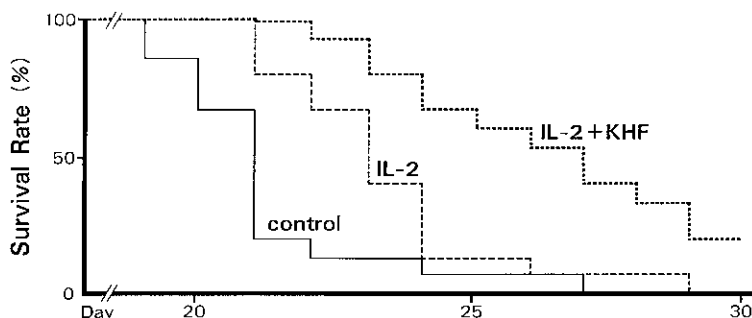 100
50
0
Survival Rate (%)
IL-2+KHF
IL-2
control
Day
20
25
30